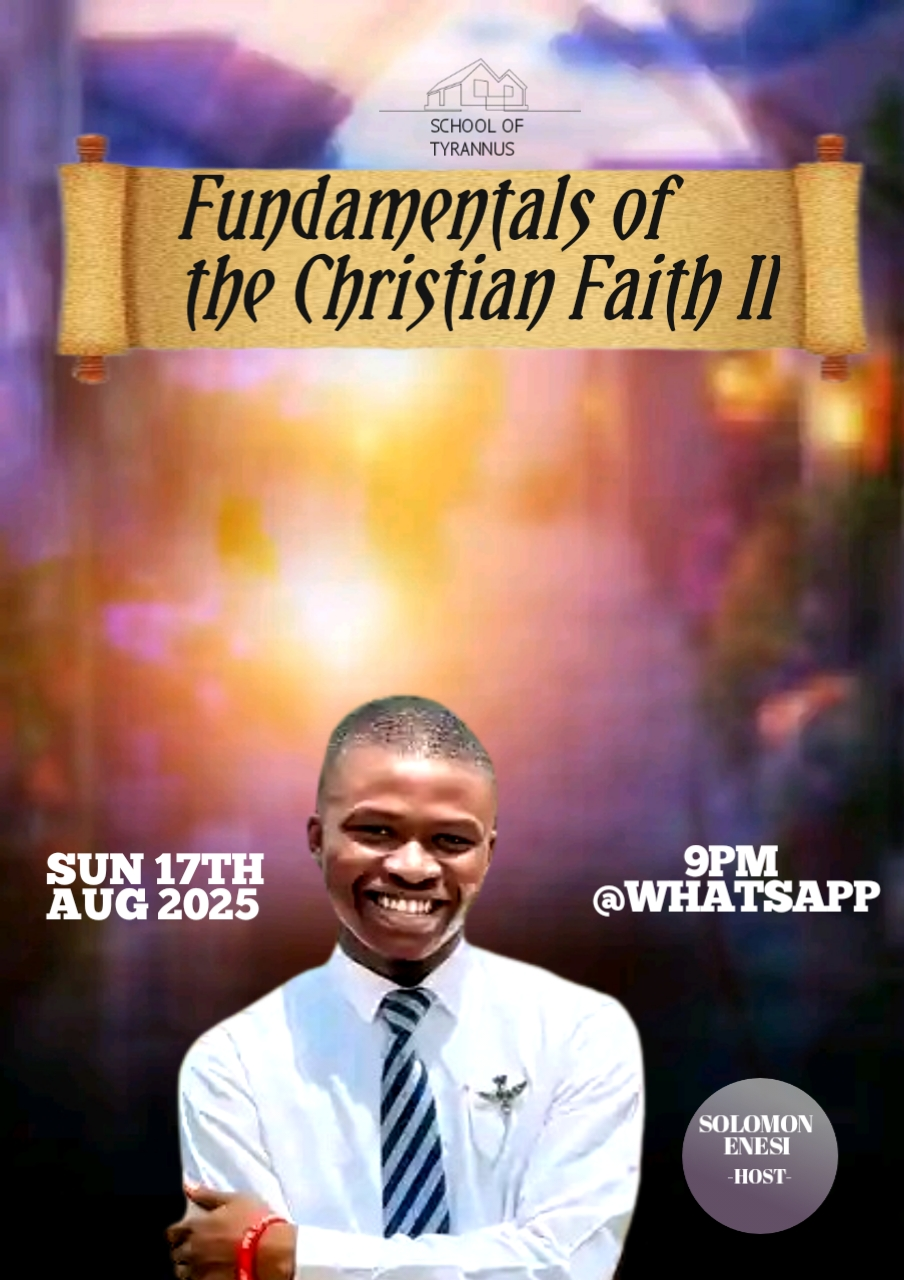 SCHOOL OF
TYRANNUS
Fundamentals of
the Christian Faith II
SUN 17TH
AUG 2025
9PM
@WHATSAPP
SOLOMON
ENESI
-HOST-